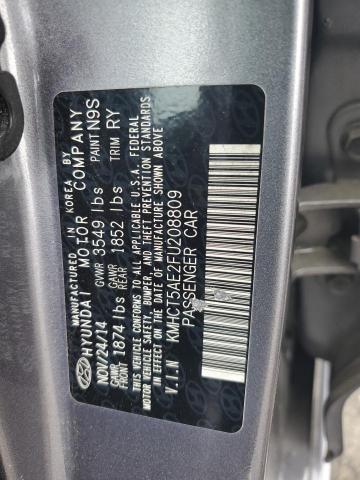 MANUFACTURED IN KOREA BY
HYUNDAI MOTOR COMPANY
NOV/24/14 GVWR 3549 lbs PAINT N9S
GAWR FRONT 1874 lbs GAWR REAR 1852 lbs TRIM RY
THIS VEHICLE CONFORMS TO ALL APPLICABLE U.S.A. FEDERAL
MOTOR VEHICLE SAFETY, BUMPER, AND THEFT PREVENTION STANDARDS
IN EFFECT ON THE DATE OF MANUFACTURE SHOWN ABOVE.
V.I.N KMHCT5AE2FU208809
PASSENGER CAR